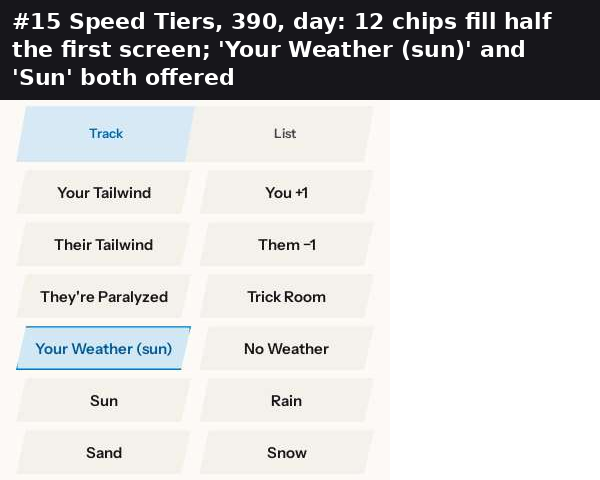 #15 Speed Tiers, 390, day: 12 chips fill half
the first screen; 'Your Weather (sun)' and
'Sun' both offered
Track
List
Your Tailwind
You +1
Their Tailwind
Them −1
They're Paralyzed
Trick Room
Your Weather (sun)
No Weather
Sun
Rain
Sand
Snow